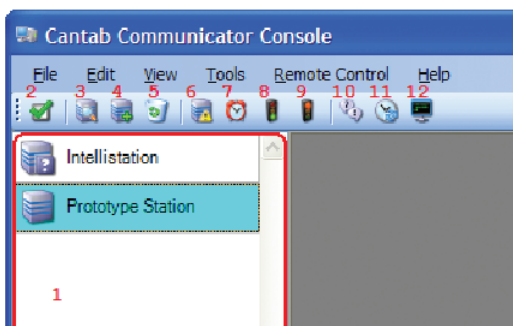 Cantab Communicator Console
File Edit View Tools Remote Control Help
2 3 4 5 6 7 8 9 10 11 12
Intellistation
Prototype Station
1